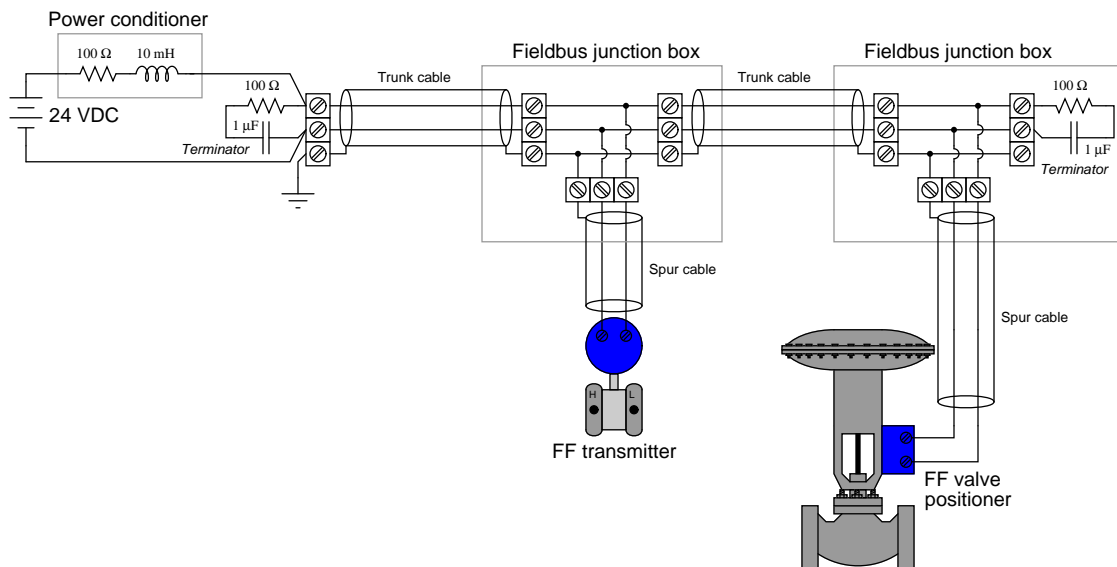 Power conditioner
100 Ω 10 mH
24 VDC
100 Ω
1 μF
Terminator
Trunk cable
Fieldbus junction box
Spur cable
H L
FF transmitter
Trunk cable
Fieldbus junction box
100 Ω
1 μF
Terminator
Spur cable
FF valve
positioner